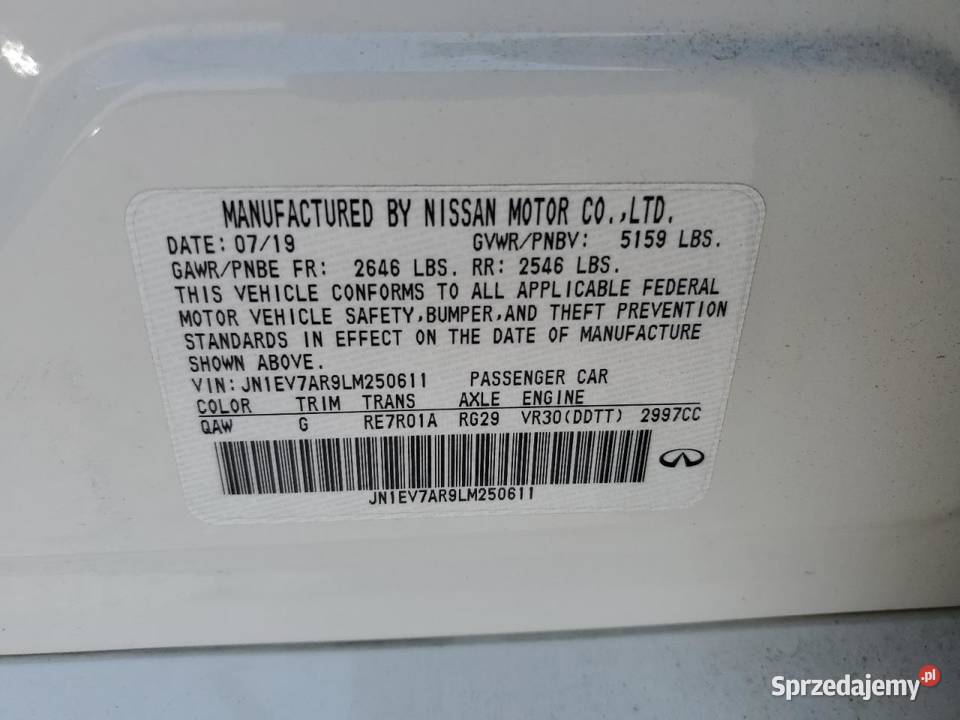 MANUFACTURED BY NISSAN MOTOR CO.,LTD.
DATE: 07/19 GVWR/PNBV: 5159 LBS.
GAWR/PNBE FR: 2646 LBS. RR: 2546 LBS.
THIS VEHICLE CONFORMS TO ALL APPLICABLE FEDERAL
MOTOR VEHICLE SAFETY,BUMPER,AND THEFT PREVENTION
STANDARDS IN EFFECT ON THE DATE OF MANUFACTURE
SHOWN ABOVE.
VIN:JN1EV7AR9LM250611 PASSENGER CAR
COLOR TRIM TRANS AXLE ENGINE
QAW G RE7R01A RG29 VR30(DDTT) 2997CC
JN1EV7AR9LM250611
Sprzedajemy.pl